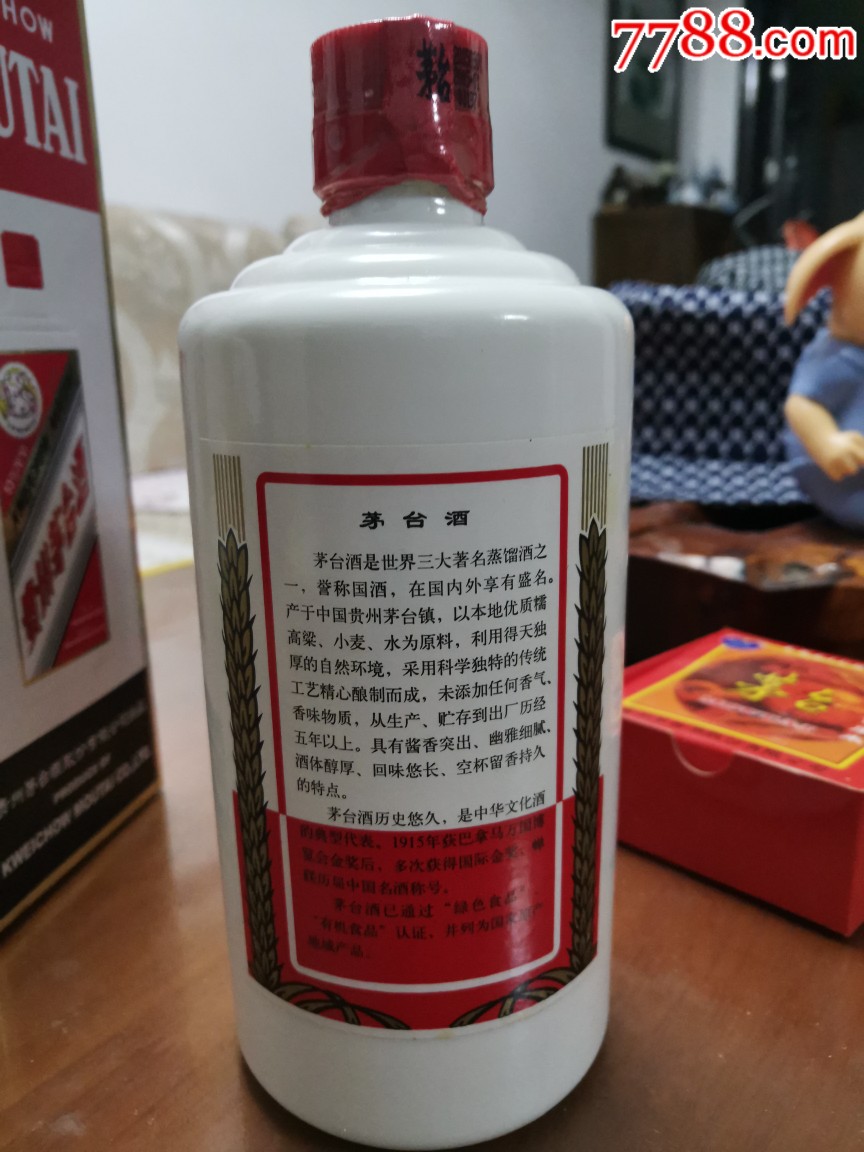 7788.com
HOW
UTAI
茅台酒
茅台酒是世界三大著名蒸馏酒之
一，誉称国酒，在国内外享有盛名。
产于中国贵州茅台镇，以本地优质糯
高粱、小麦、水为原料，利用得天独
厚的自然环境，采用科学独特的传统
工艺精心酿制而成，未添加任何香气、
香味物质，从生产、贮存到出厂历经
五年以上。具有酱香突出、幽雅细腻、
酒体醇厚、回味悠长、空杯留香持久
的特点。
茅台酒历史悠久，是中华文化酒
的典型代表、1915年获巴拿马万国博
览会金奖后，多次获得国际金奖、蝉
联历届中国名酒称号。
茅台酒已通过“绿色食品”、
“有机食品”认证、并列为国家原产
地域产品。
贵州茅台酒
KWEICHOW MOUTAI CO.,LTD.
茅台